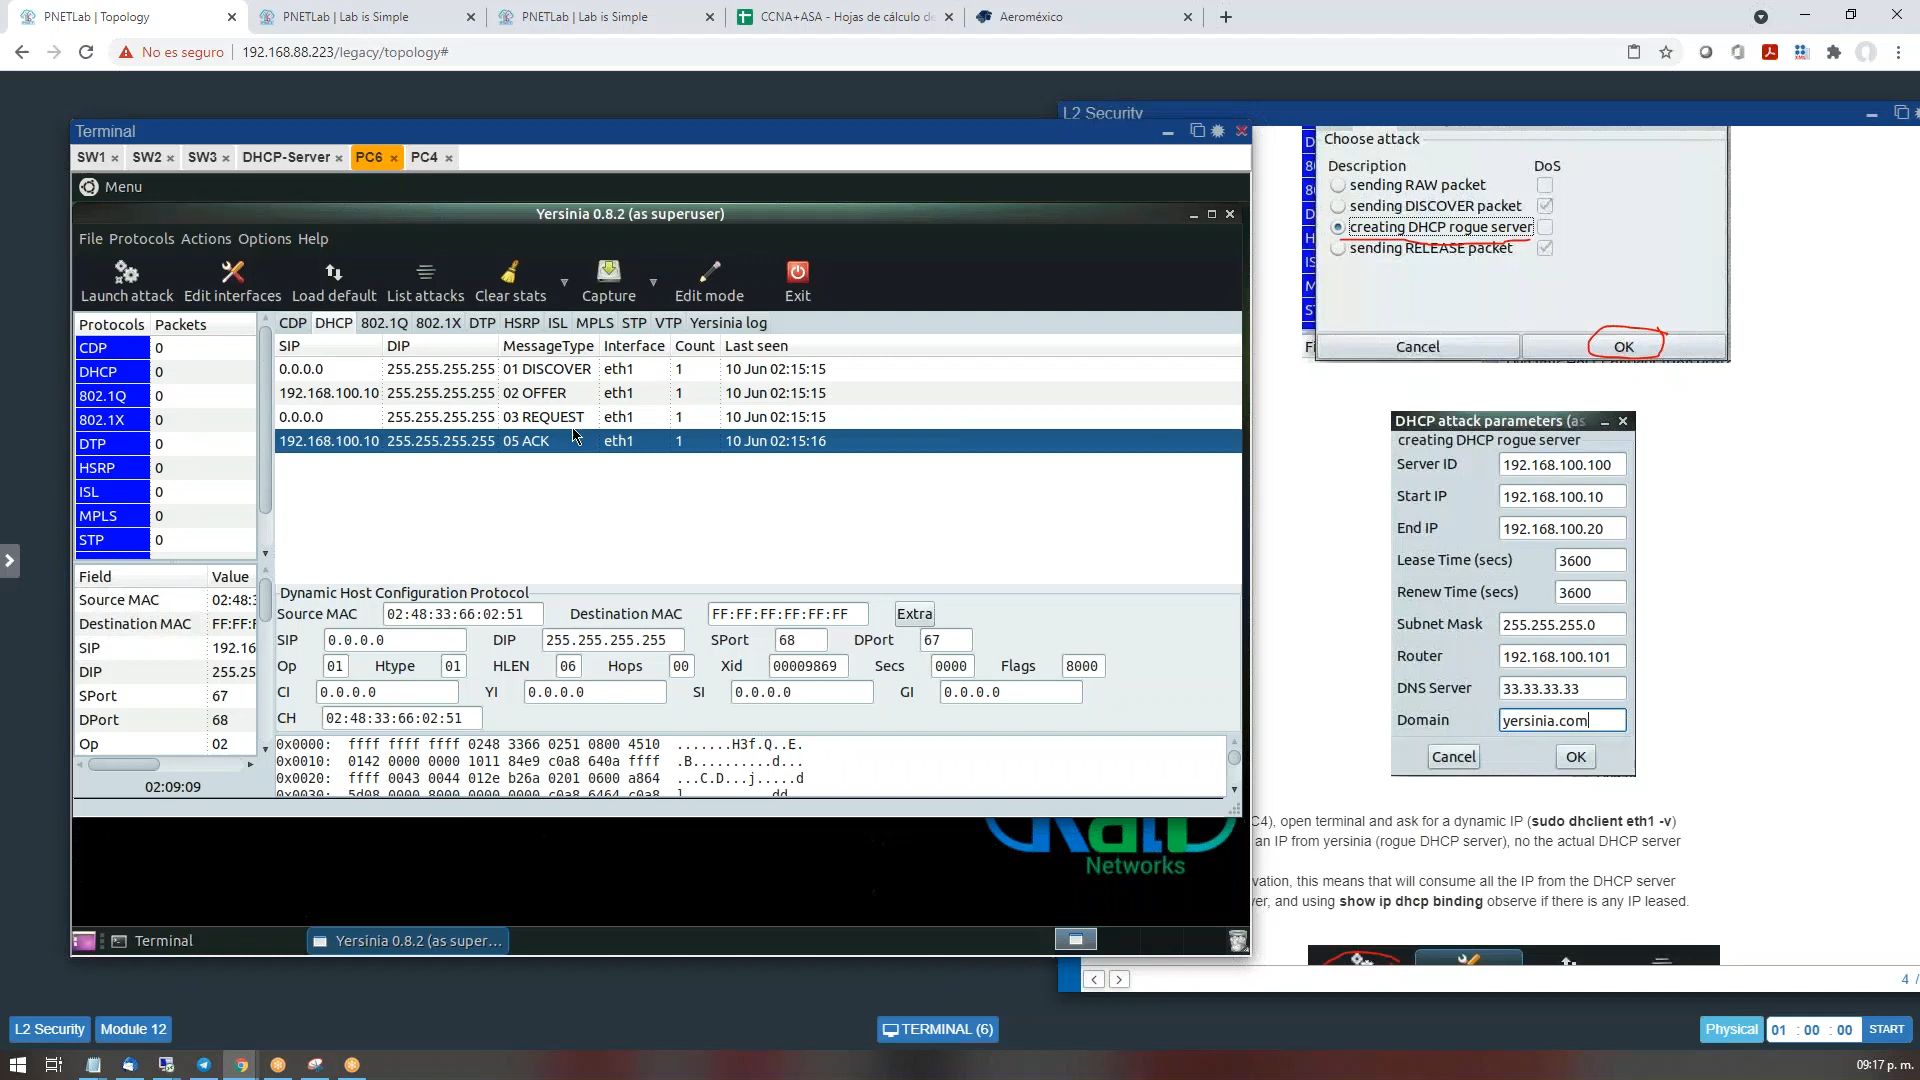 PNETLab | Topology
PNETLab | Lab is Simple
PNETLab | Lab is Simple
CCNA+ASA - Hojas de cálculo de
Aeroméxico
No es seguro
192.168.88.223/legacy/topology#
L2 Security
Terminal
SW1 SW2 SW3 DHCP-Server PC6 PC4
Menu
Yersinia 0.8.2 (as superuser)
File Protocols Actions Options Help
Launch attack Edit interfaces Load default List attacks Clear stats Capture Edit mode Exit
Protocols Packets
CDP 0
DHCP 0
802.1Q 0
802.1X 0
DTP 0
HSRP 0
ISL 0
MPLS 0
STP 0
CDP DHCP 802.1Q 802.1X DTP HSRP ISL MPLS STP VTP Yersinia log
SIP DIP MessageType Interface Count Last seen
0.0.0.0 255.255.255.255 01 DISCOVER eth1 1 10 Jun 02:15:15
192.168.100.10 255.255.255.255 02 OFFER eth1 1 10 Jun 02:15:15
0.0.0.0 255.255.255.255 03 REQUEST eth1 1 10 Jun 02:15:15
192.168.100.10 255.255.255.255 05 ACK eth1 1 10 Jun 02:15:16
Field Value
Source MAC 02:48:
Destination MAC FF:FF:F
SIP 192.16
DIP 255.25
SPort 67
DPort 68
Op 02
02:09:09
Dynamic Host Configuration Protocol
Source MAC 02:48:33:66:02:51 Destination MAC FF:FF:FF:FF:FF:FF Extra
SIP 0.0.0.0 DIP 255.255.255.255 SPort 68 DPort 67
Op 01 Htype 01 HLEN 06 Hops 00 Xid 00009869 Secs 0000 Flags 8000
CI 0.0.0.0 YI 0.0.0.0 SI 0.0.0.0 GI 0.0.0.0
CH 02:48:33:66:02:51
0x0000: ffff ffff ffff 0248 3366 0251 0800 4510 .......H3f.Q..E.
0x0010: 0142 0000 0000 1011 84e9 c0a8 640a ffff .B..........d...
0x0020: ffff 0043 0044 012e b26a 0201 0600 a864 ...C.D...j.....d
0x0030: 5d08 0000 8000 0000 0000 c0a8 6464 c0a8
Networks
Terminal
Yersinia 0.8.2 (as super...
Choose attack
Description DoS
sending RAW packet
sending DISCOVER packet
creating DHCP rogue server
sending RELEASE packet
Cancel OK
DHCP attack parameters (as
creating DHCP rogue server
Server ID 192.168.100.100
Start IP 192.168.100.10
End IP 192.168.100.20
Lease Time (secs) 3600
Renew Time (secs) 3600
Subnet Mask 255.255.255.0
Router 192.168.100.101
DNS Server 33.33.33.33
Domain yersinia.com
Cancel OK
C4), open terminal and ask for a dynamic IP (sudo dhclient eth1 -v)
an IP from yersinia (rogue DHCP server), no the actual DHCP server
vation, this means that will consume all the IP from the DHCP server
er, and using show ip dhcp binding observe if there is any IP leased.
4 /
L2 Security Module 12
TERMINAL (6)
Physical 01 : 00 : 00 START
09:17 p. m.